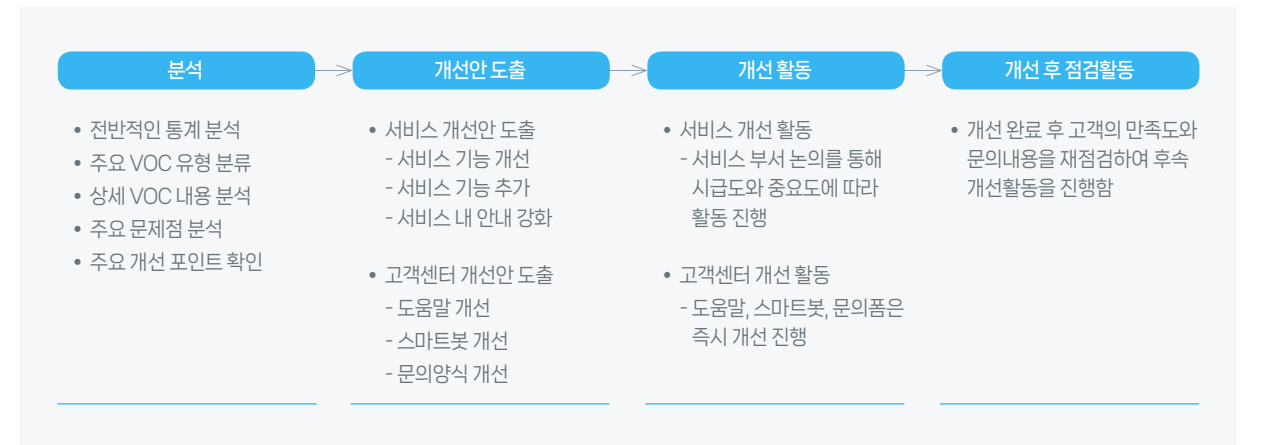 분석
전반적인 통계 분석
주요 VOC 유형 분류
상세 VOC 내용 분석
주요 문제점 분석
주요 개선 포인트 확인
개선안 도출
서비스 개선안 도출
- 서비스 기능 개선
- 서비스 기능 추가
- 서비스 내 안내 강화
고객센터 개선안 도출
- 도움말 개선
- 스마트봇 개선
- 문의양식 개선
개선 활동
서비스 개선 활동
- 서비스 부서 논의를 통해
시급도와 중요도에 따라
활동 진행
고객센터 개선 활동
- 도움말, 스마트봇, 문의폼은
즉시 개선 진행
개선 후 점검활동
개선 완료 후 고객의 만족도와
문의내용을 재점검하여 후속
개선활동을 진행함